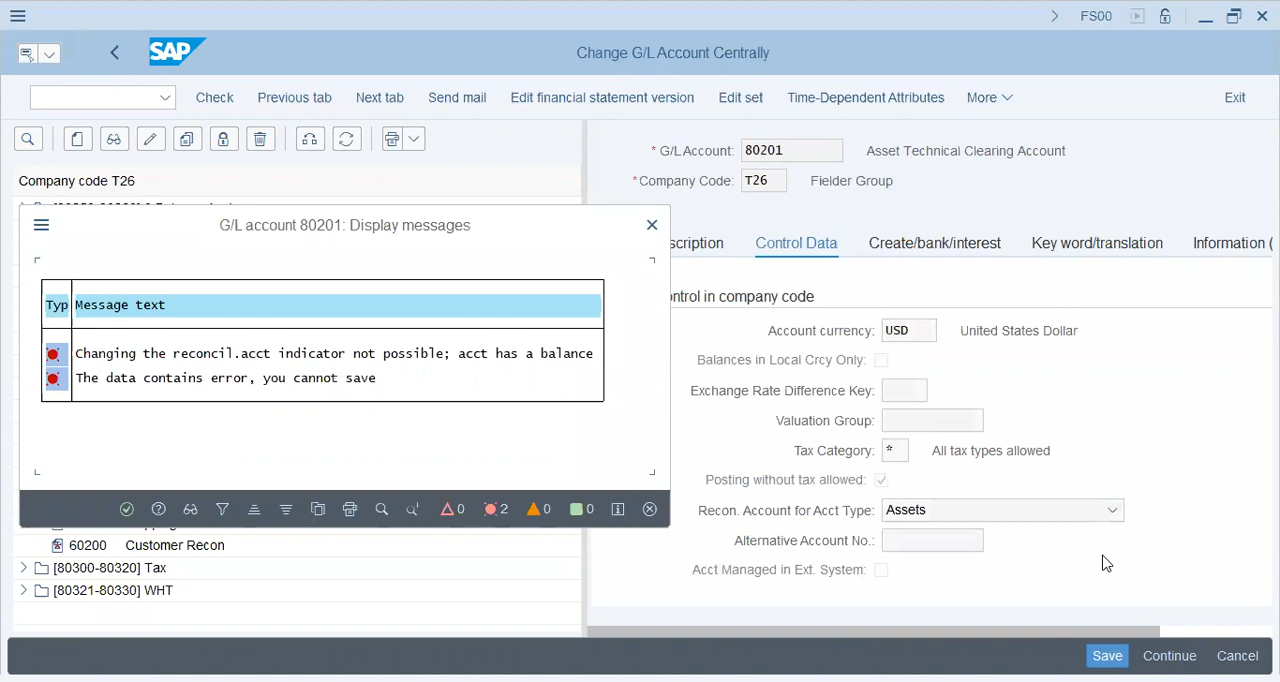 FS00
SAP
Change G/L Account Centrally
Check
Previous tab
Next tab
Send mail
Edit financial statement version
Edit set
Time-Dependent Attributes
More
Exit
Company code T26
* G/L Account: 80201 Asset Technical Clearing Account
* Company Code: T26 Fielder Group
scription
Control Data
Create/bank/interest
Key word/translation
Information (
ontrol in company code
Account currency: USD United States Dollar
Balances in Local Crcy Only:
Exchange Rate Difference Key:
Valuation Group:
Tax Category: * All tax types allowed
Posting without tax allowed:
Recon. Account for Acct Type: Assets
Alternative Account No.:
Acct Managed in Ext. System:
G/L account 80201: Display messages
Typ Message text
Changing the reconcil.acct indicator not possible; acct has a balance
The data contains error, you cannot save
0 2 0 0
60200 Customer Recon
[80300-80320] Tax
[80321-80330] WHT
Save
Continue
Cancel